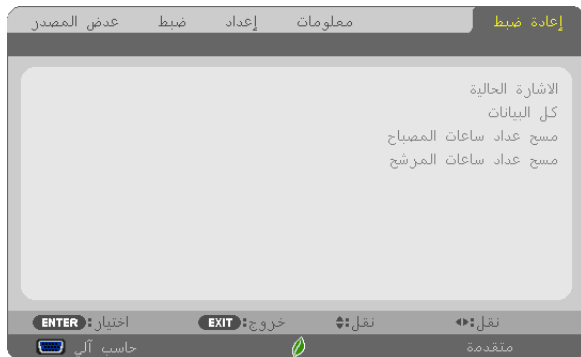 إعادة ضبط معلومات إعداد ضبط عدض المصدر
الاشارة الحالية
كل البيانات
مسح عداد ساعات المصباح
مسح عداد ساعات المرشح
نقل: نقل: خروج: EXIT اختيار: ENTER
متقدمة حاسب آلي